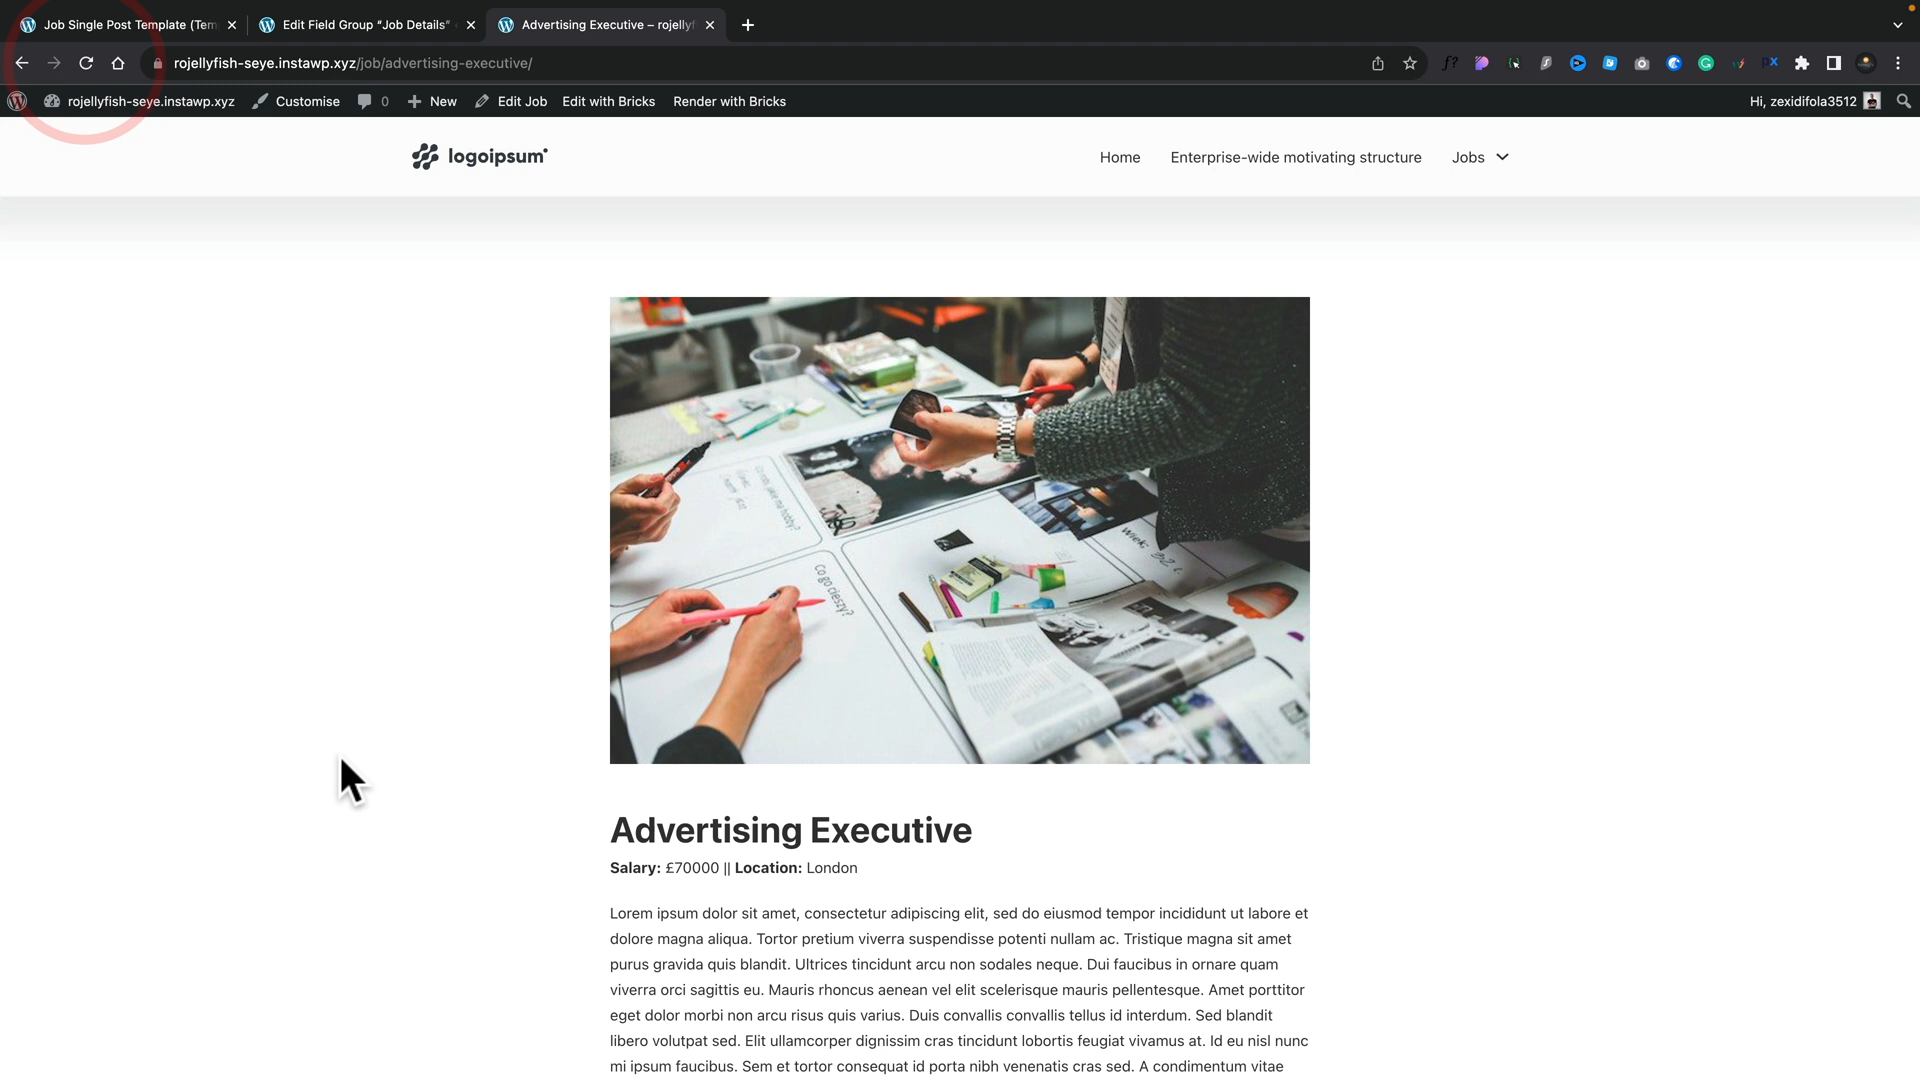 Job Single Post Template (Tem
Edit Field Group “Job Details”
Advertising Executive – rojellyf
rojellyfish-seye.instawp.xyz/job/advertising-executive/
rojellyfish-seye.instawp.xyz
Customise
0
New
Edit Job
Edit with Bricks
Render with Bricks
Hi, zexidifola3512
logoipsum
Home
Enterprise-wide motivating structure
Jobs
Co go cieszy?
Advertising Executive
Salary: £70000 || Location: London
Lorem ipsum dolor sit amet, consectetur adipiscing elit, sed do eiusmod tempor incididunt ut labore et
dolore magna aliqua. Tortor pretium viverra suspendisse potenti nullam ac. Tristique magna sit amet
purus gravida quis blandit. Ultrices tincidunt arcu non sodales neque. Dui faucibus in ornare quam
viverra orci sagittis eu. Mauris rhoncus aenean vel elit scelerisque mauris pellentesque. Amet porttitor
eget dolor morbi non arcu risus quis varius. Duis convallis convallis tellus id interdum. Sed blandit
libero volutpat sed. Elit ullamcorper dignissim cras tincidunt lobortis feugiat vivamus at. Id eu nisl nunc
mi ipsum faucibus. Sem et tortor consequat id porta nibh venenatis cras sed. A condimentum vitae